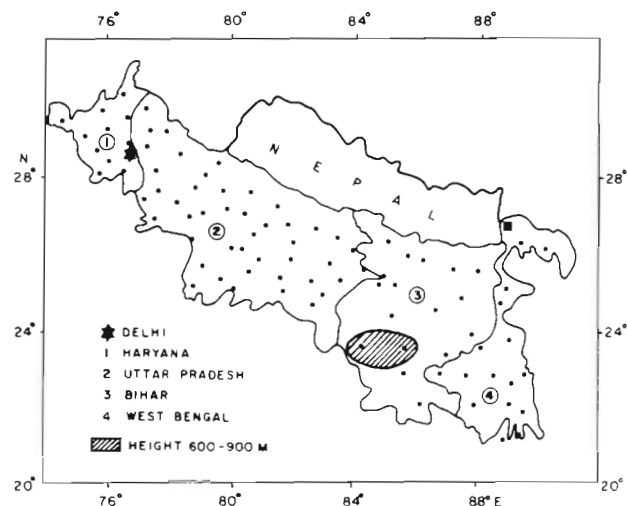 76° 80° 84° 88°
N
28° 28°
24° 24°
20° 20°
NEPAL
1
2
3
4
DELHI
1 HARYANA
2 UTTAR PRADESH
3 BIHAR
4 WEST BENGAL
HEIGHT 600-900 M
76° 80° 84° 88°E